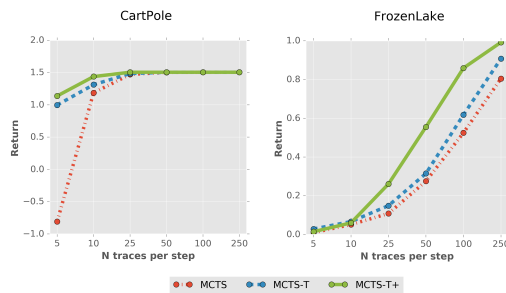 CartPole
FrozenLake
2.0
1.5
1.0
0.5
0.0
−0.5
−1.0
Return
5 10 25 50 100 250
N traces per step
1.0
0.8
0.6
0.4
0.2
0.0
Return
5 10 25 50 100 250
N traces per step
MCTS MCTS-T MCTS-T+